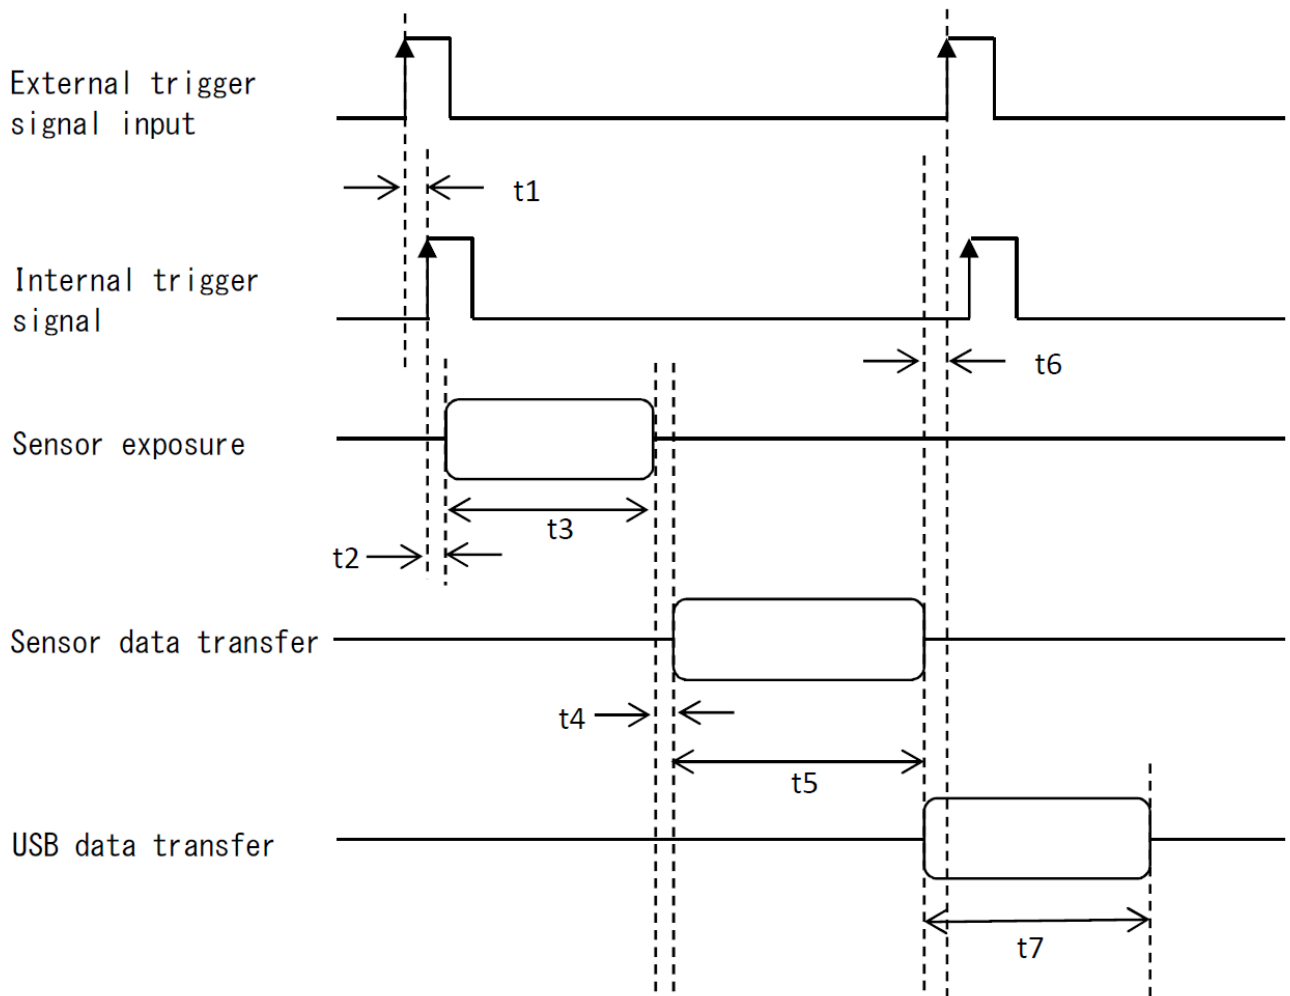 External trigger
signal input
t1
Internal trigger
signal
t6
Sensor exposure
t3
t2
Sensor data transfer
t4
t5
USB data transfer
t7